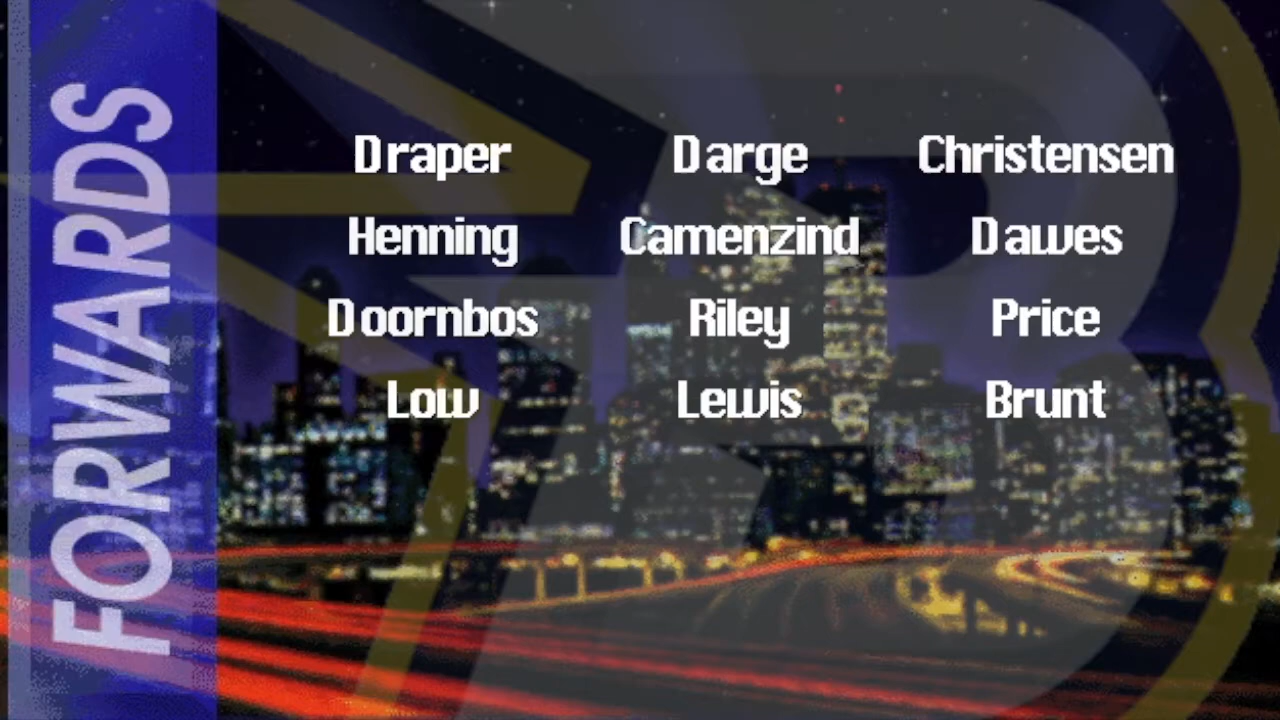 FORWARDS
Draper Darge Christensen
Henning Camenzind Dawes
Doornbos Riley Price
Low Lewis Brunt